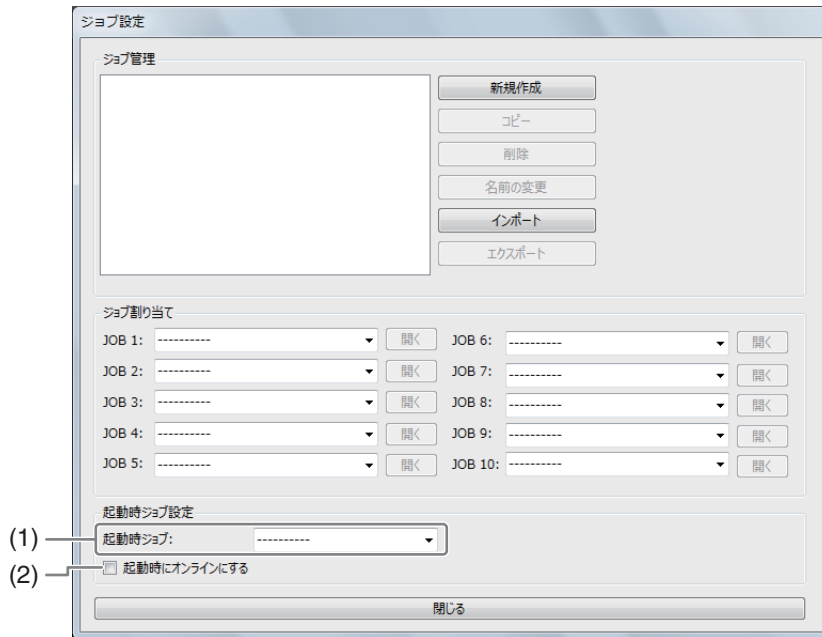 ジョブ設定
ジョブ管理
新規作成
コピー
削除
名前の変更
インポート
エクスポート
ジョブ割り当て
JOB 1: ---------- 開く JOB 6: ---------- 開く
JOB 2: ---------- 開く JOB 7: ---------- 開く
JOB 3: ---------- 開く JOB 8: ---------- 開く
JOB 4: ---------- 開く JOB 9: ---------- 開く
JOB 5: ---------- 開く JOB 10: ---------- 開く
起動時ジョブ設定
(1) 起動時ジョブ: ----------
(2) 起動時にオンラインにする
閉じる